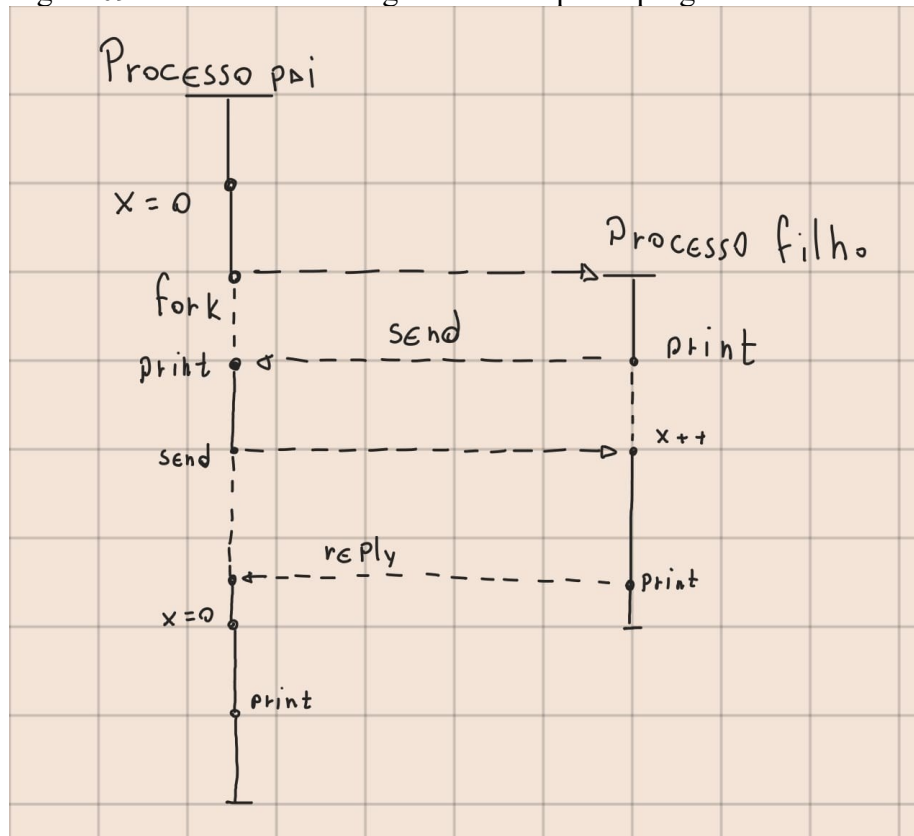 Processo pai
x = 0
Processo filho
fork
send
print
print
send
x++
reply
print
x=0
print